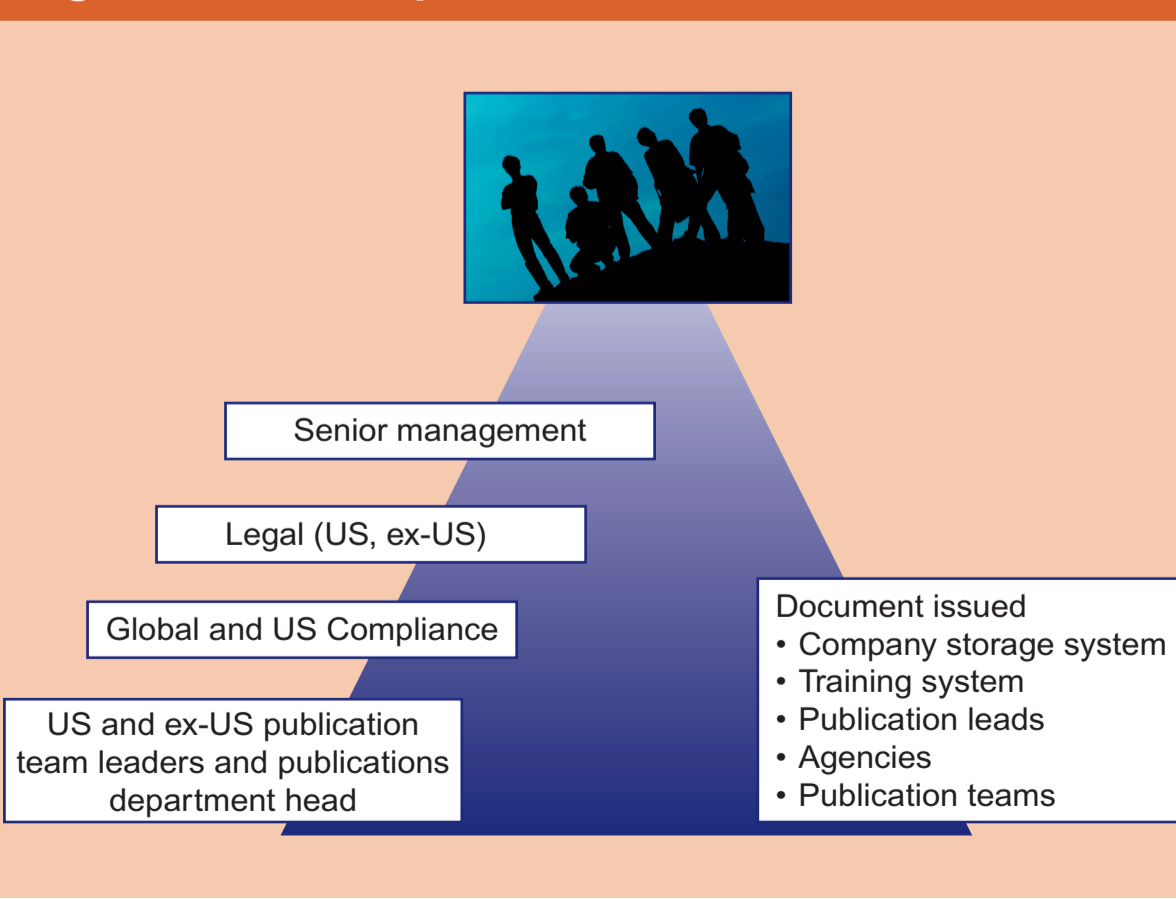 Senior management
Legal (US, ex-US)
Global and US Compliance
US and ex-US publication
team leaders and publications
department head
Document issued
• Company storage system
• Training system
• Publication leads
• Agencies
• Publication teams